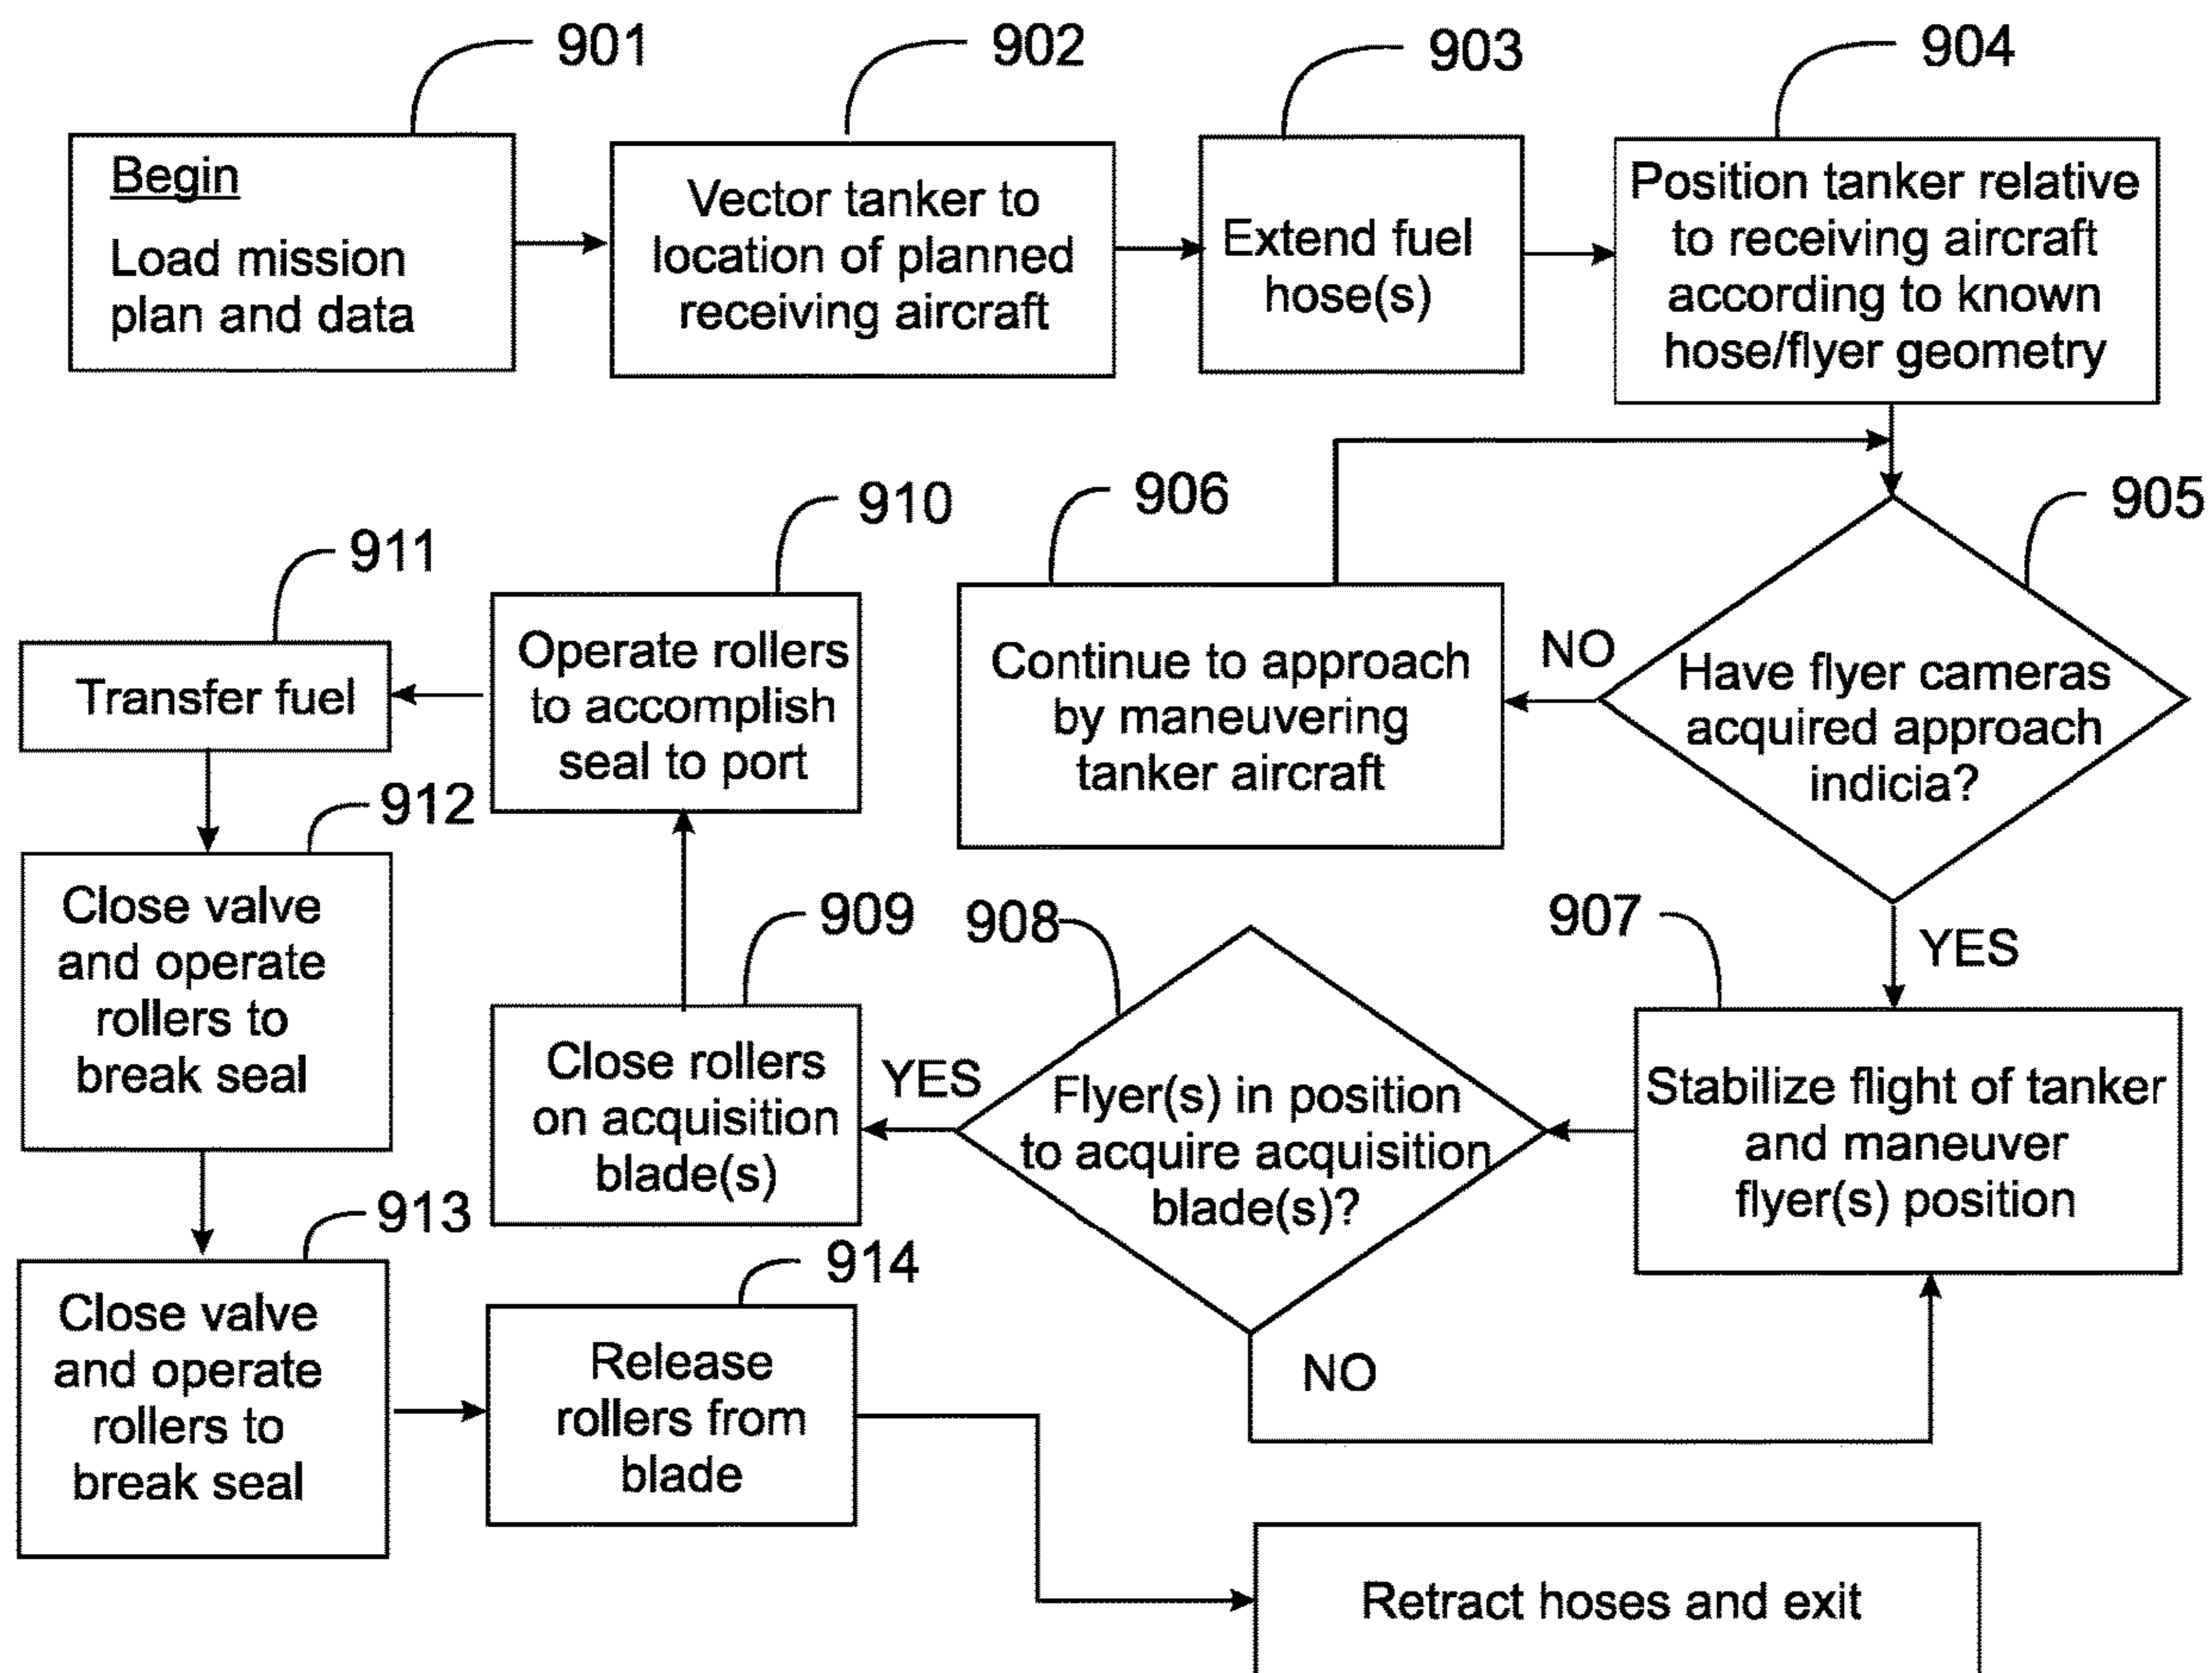 901
Begin
Load mission
plan and data
902
Vector tanker to
location of planned
receiving aircraft
903
Extend fuel
hose(s)
904
Position tanker relative
to receiving aircraft
according to known
hose/flyer geometry
905
Have flyer cameras
acquired approach
indicia?
NO
906
Continue to approach
by maneuvering
tanker aircraft
YES
907
Stabilize flight of tanker
and maneuver
flyer(s) position
908
Flyer(s) in position
to acquire acquisition
blade(s)?
NO
YES
909
Close rollers
on acquisition
blade(s)
910
Operate rollers
to accomplish
seal to port
911
Transfer fuel
912
Close valve
and operate
rollers to
break seal
913
Close valve
and operate
rollers to
break seal
914
Release
rollers from
blade
Retract hoses and exit